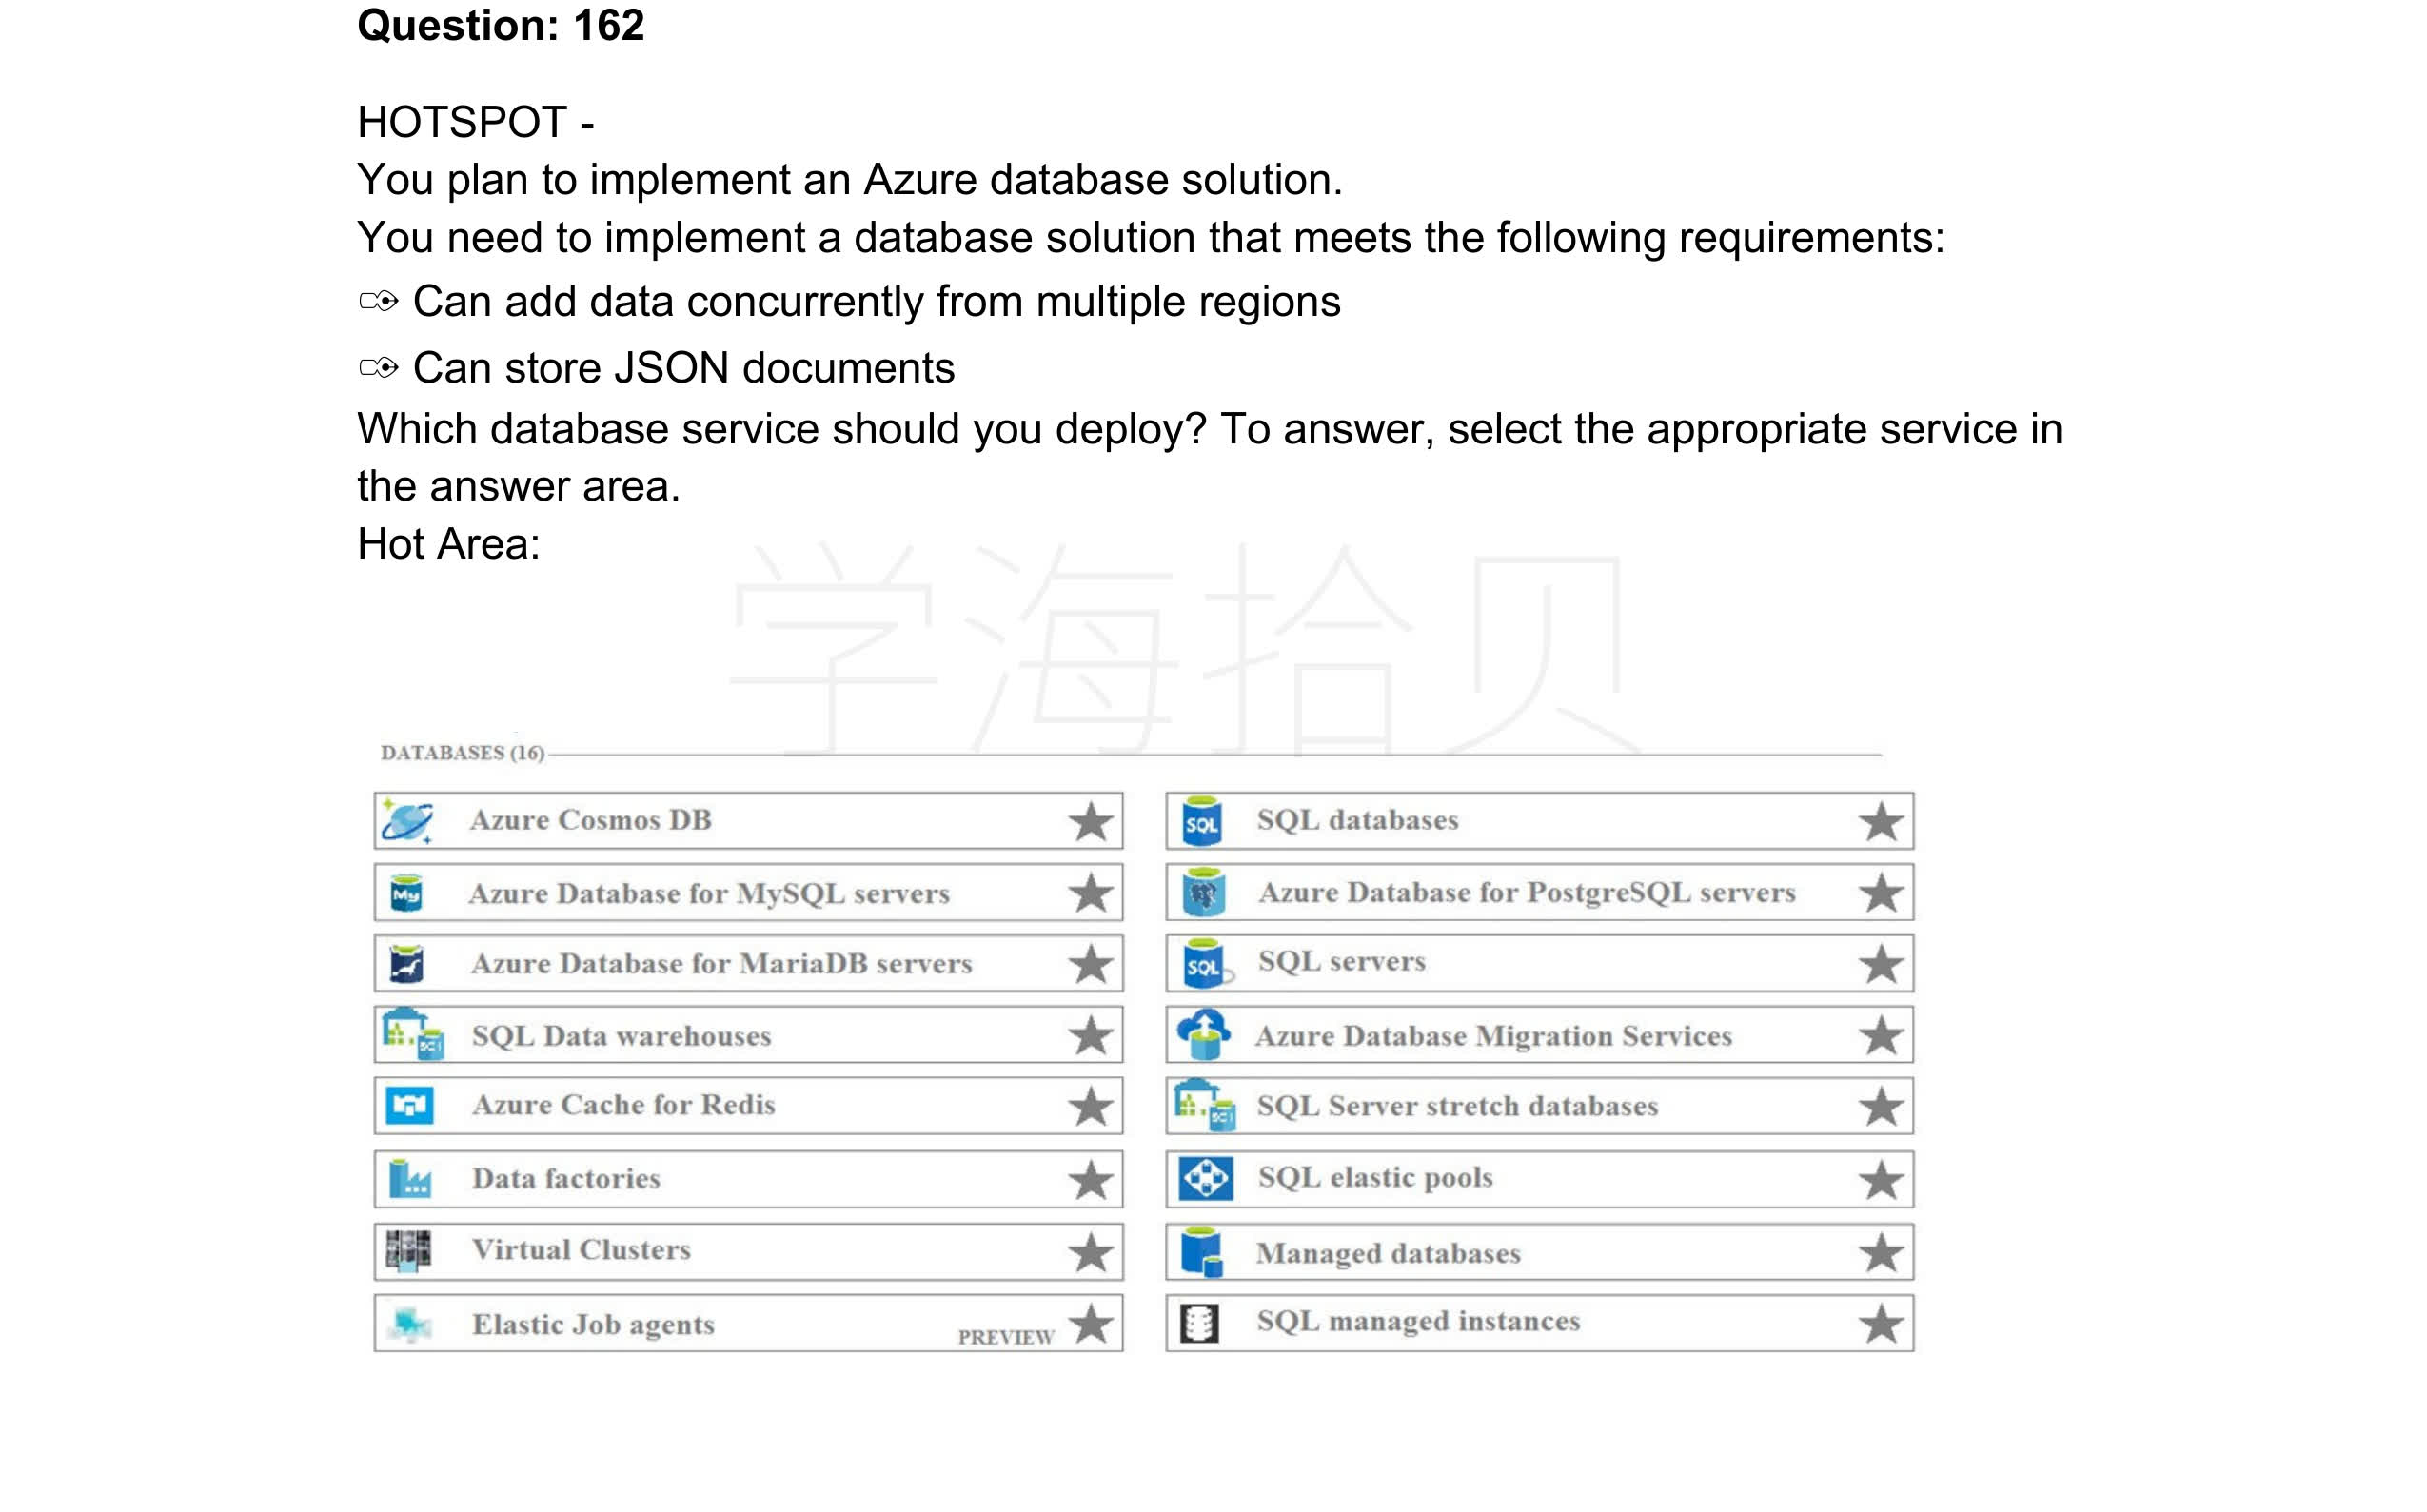 Question: 162
HOTSPOT -
You plan to implement an Azure database solution.
You need to implement a database solution that meets the following requirements:
Can add data concurrently from multiple regions
Can store JSON documents
Which database service should you deploy? To answer, select the appropriate service in
the answer area.
Hot Area:
学海拾贝
DATABASES (16)
Azure Cosmos DB
SQL databases
Azure Database for MySQL servers
Azure Database for PostgreSQL servers
Azure Database for MariaDB servers
SQL servers
SQL Data warehouses
Azure Database Migration Services
Azure Cache for Redis
SQL Server stretch databases
Data factories
SQL elastic pools
Virtual Clusters
Managed databases
Elastic Job agents PREVIEW
SQL managed instances